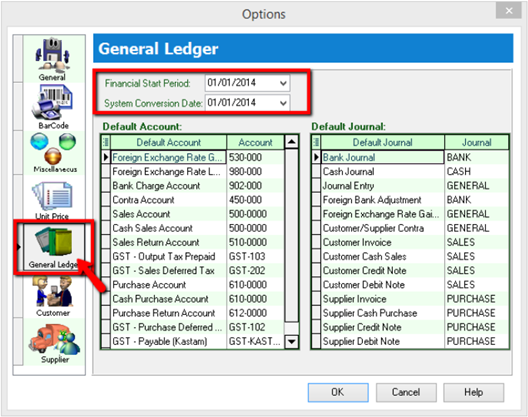 Options
General
BarCode
Miscellaneous
Unit Price
General Ledger
Customer
Supplier
General Ledger
Financial Start Period: 01/01/2014
System Conversion Date: 01/01/2014
Default Account:
Default Account Account
Foreign Exchange Rate G... 530-000
Foreign Exchange Rate L... 980-000
Bank Charge Account 902-000
Contra Account 450-000
Sales Account 500-0000
Cash Sales Account 500-0000
Sales Return Account 510-0000
GST - Output Tax Prepaid GST-103
GST - Sales Deferred Tax GST-202
Purchase Account 610-0000
Cash Purchase Account 610-0000
Purchase Return Account 612-0000
GST - Purchase Deferred ... GST-102
GST - Payable (Kastam) GST-KAST...
Default Journal:
Default Journal Journal
Bank Journal BANK
Cash Journal CASH
Journal Entry GENERAL
Foreign Bank Adjustment BANK
Foreign Exchange Rate Gai... GENERAL
Customer/Supplier Contra GENERAL
Customer Invoice SALES
Customer Cash Sales SALES
Customer Credit Note SALES
Customer Debit Note SALES
Supplier Invoice PURCHASE
Supplier Cash Purchase PURCHASE
Supplier Credit Note PURCHASE
Supplier Debit Note PURCHASE
OK Cancel Help